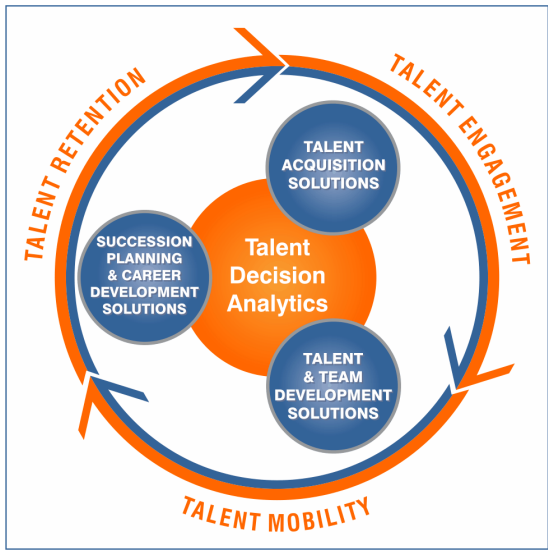 TALENT RETENTION
TALENT ENGAGEMENT
TALENT
ACQUISITION
SOLUTIONS
SUCCESSION
PLANNING
& CAREER
DEVELOPMENT
SOLUTIONS
Talent
Decision
Analytics
TALENT
& TEAM
DEVELOPMENT
SOLUTIONS
TALENT MOBILITY